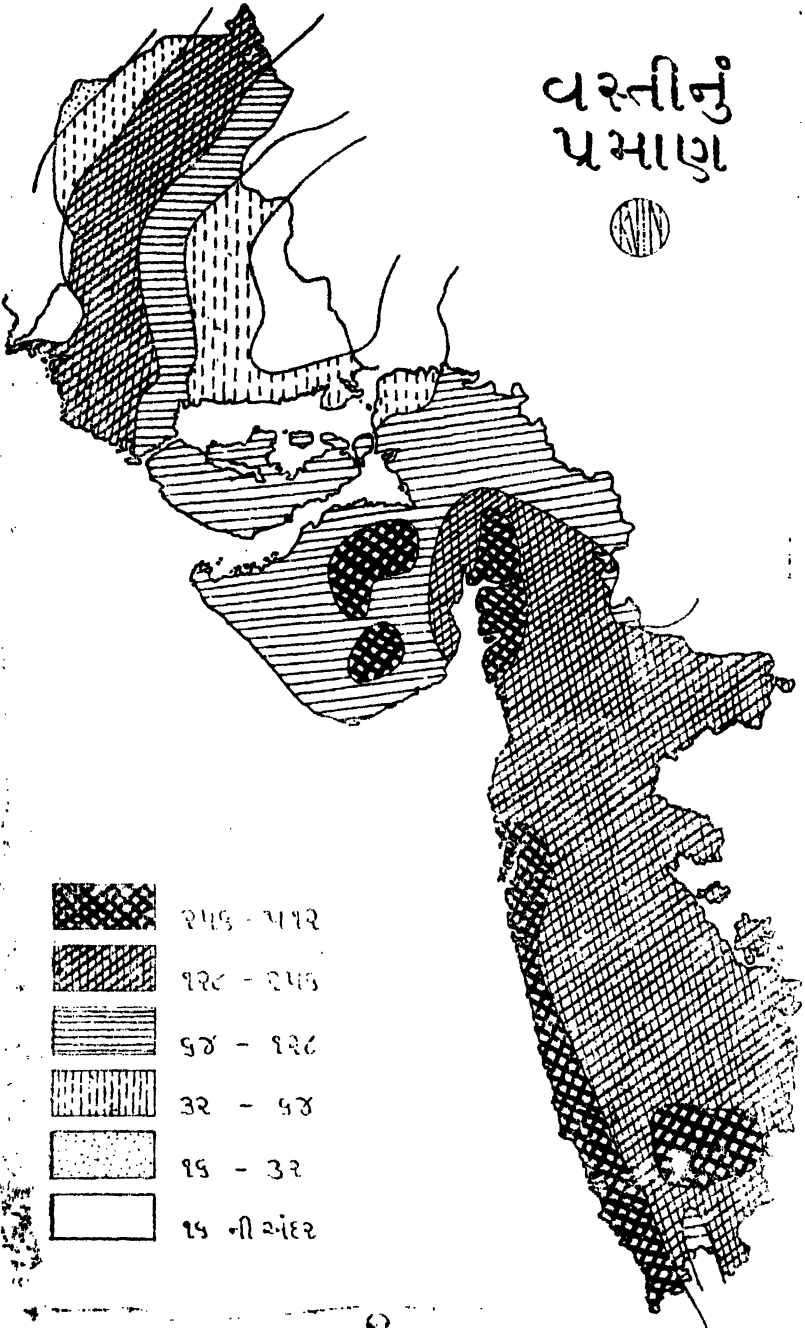 વસ્તીનું
પ્રમાણ
૨૫૬ - ૫૧૨
૧૨૮ - ૨૫૬
૬૪ - ૧૨૮
૩૨ - ૬૪
૧૬ - ૩૨
૧૬ ની અંદર